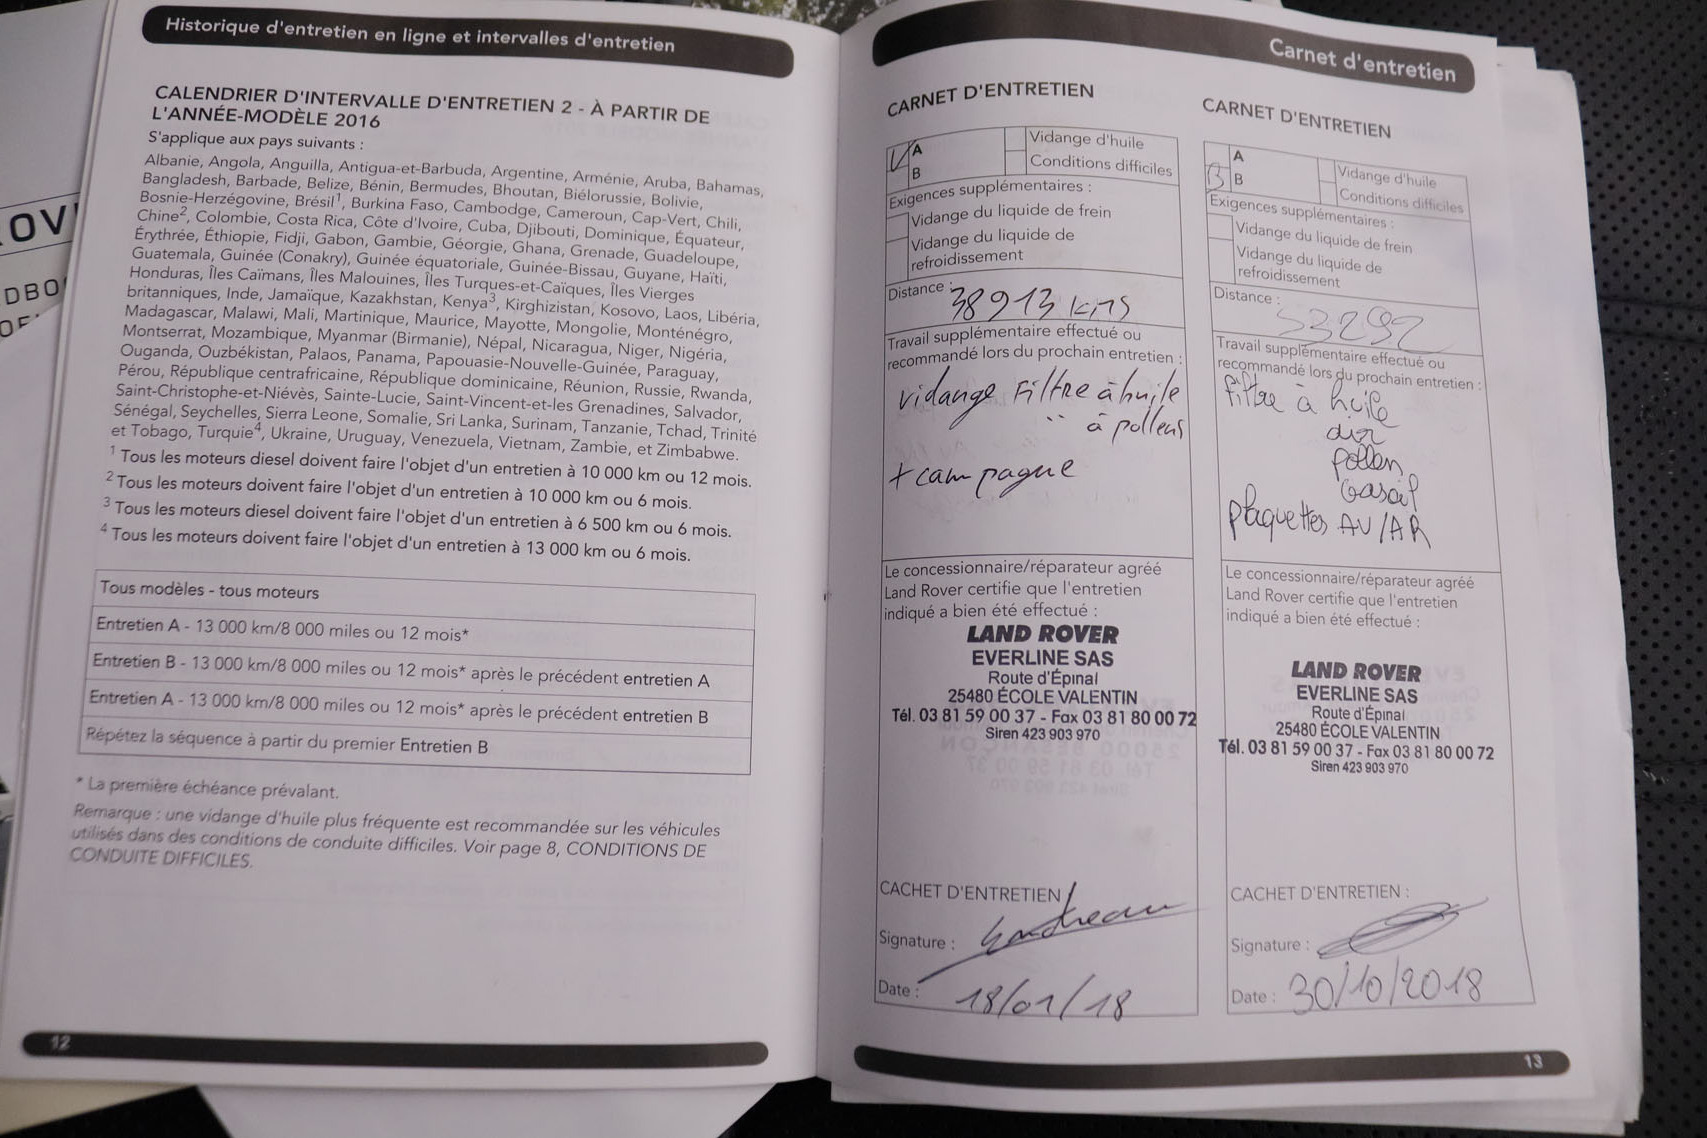 OV
DBO
Historique d'entretien en ligne et intervalles d'entretien
CALENDRIER D'INTERVALLE D'ENTRETIEN 2 - À PARTIR DE
L'ANNÉE-MODÈLE 2016
S'applique aux pays suivants :
Albanie, Angola, Anguilla, Antigua-et-Barbuda, Argentine, Arménie, Aruba, Bahamas,
Bangladesh, Barbade, Belize, Bénin, Bermudes, Bhoutan, Biélorussie, Bolivie,
Bosnie-Herzégovine, Brésil¹, Burkina Faso, Cambodge, Cameroun, Cap-Vert, Chili,
Chine², Colombie, Costa Rica, Côte d'Ivoire, Cuba, Djibouti, Dominique, Équateur,
Érythrée, Éthiopie, Fidji, Gabon, Gambie, Géorgie, Ghana, Grenade, Guadeloupe,
Guatemala, Guinée (Conakry), Guinée équatoriale, Guinée-Bissau, Guyane, Haïti,
Honduras, Îles Caïmans, Îles Malouines, Îles Turques-et-Caïques, Îles Vierges
britanniques, Inde, Jamaïque, Kazakhstan, Kenya³, Kirghizistan, Kosovo, Laos, Libéria,
Madagascar, Malawi, Mali, Martinique, Maurice, Mayotte, Mongolie, Monténégro,
Montserrat, Mozambique, Myanmar (Birmanie), Népal, Nicaragua, Niger, Nigéria,
Ouganda, Ouzbékistan, Palaos, Panama, Papouasie-Nouvelle-Guinée, Paraguay,
Pérou, République centrafricaine, République dominicaine, Réunion, Russie, Rwanda,
Saint-Christophe-et-Niévès, Sainte-Lucie, Saint-Vincent-et-les Grenadines, Salvador,
Sénégal, Seychelles, Sierra Leone, Somalie, Sri Lanka, Surinam, Tanzanie, Tchad, Trinité
et Tobago, Turquie⁴, Ukraine, Uruguay, Venezuela, Vietnam, Zambie, et Zimbabwe.
¹ Tous les moteurs diesel doivent faire l'objet d'un entretien à 10 000 km ou 12 mois.
² Tous les moteurs doivent faire l'objet d'un entretien à 10 000 km ou 6 mois.
³ Tous les moteurs diesel doivent faire l'objet d'un entretien à 6 500 km ou 6 mois.
⁴ Tous les moteurs doivent faire l'objet d'un entretien à 13 000 km ou 6 mois.
Tous modèles - tous moteurs
Entretien A - 13 000 km/8 000 miles ou 12 mois*
Entretien B - 13 000 km/8 000 miles ou 12 mois* après le précédent entretien A
Entretien A - 13 000 km/8 000 miles ou 12 mois* après le précédent entretien B
Répétez la séquence à partir du premier Entretien B
* La première échéance prévalant.
Remarque : une vidange d'huile plus fréquente est recommandée sur les véhicules
utilisés dans des conditions de conduite difficiles. Voir page 8, CONDITIONS DE
CONDUITE DIFFICILES.
12
Carnet d'entretien
CARNET D'ENTRETIEN
A
B
Vidange d'huile
Conditions difficiles
Exigences supplémentaires :
Vidange du liquide de frein
Vidange du liquide de
refroidissement
Distance :
38 913 kms
Travail supplémentaire effectué ou
recommandé lors du prochain entretien :
vidange Filtre à huile
" à pollens
+ campagne
Le concessionnaire/réparateur agréé
Land Rover certifie que l'entretien
indiqué a bien été effectué :
LAND ROVER
EVERLINE SAS
Route d'Épinal
25480 ÉCOLE VALENTIN
Tél. 03 81 59 00 37 - Fax 03 81 80 00 72
Siren 423 903 970
CACHET D'ENTRETIEN
Signature :
Date : 18/01/18
CARNET D'ENTRETIEN
A
B B
Vidange d'huile
Conditions difficiles
Exigences supplémentaires :
Vidange du liquide de frein
Vidange du liquide de
refroidissement
Distance :
53292
Travail supplémentaire effectué ou
recommandé lors du prochain entretien :
filtre à huile
pollen
Gasoil
plaquettes AV/AR
Le concessionnaire/réparateur agréé
Land Rover certifie que l'entretien
indiqué a bien été effectué :
LAND ROVER
EVERLINE SAS
Route d'Épinal
25480 ÉCOLE VALENTIN
Tél. 03 81 59 00 37 - Fax 03 81 80 00 72
Siren 423 903 970
CACHET D'ENTRETIEN :
Signature :
Date : 30/10/2018
13